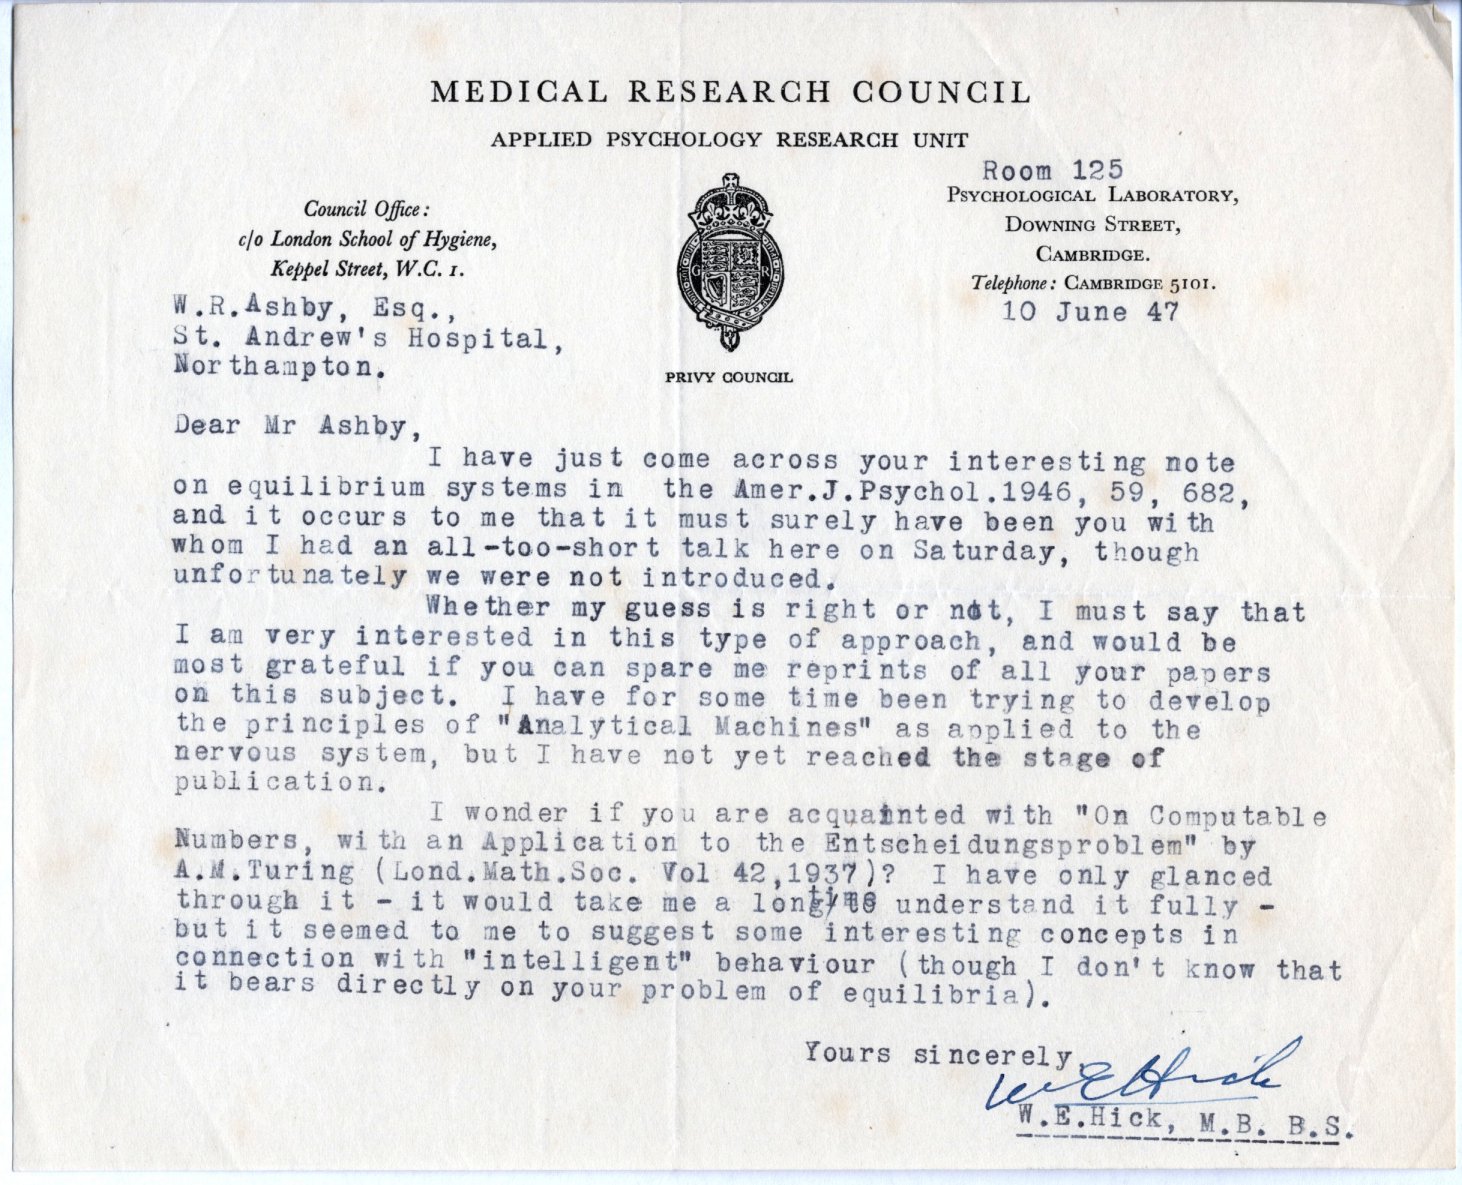 MEDICAL RESEARCH COUNCIL
APPLIED PSYCHOLOGY RESEARCH UNIT
Room 125
PSYCHOLOGICAL LABORATORY,
DOWNING STREET,
CAMBRIDGE.
Telephone: CAMBRIDGE 5101.
10 June 47
Council Office:
c/o London School of Hygiene,
Keppel Street, W.C. 1.
G R
PRIVY COUNCIL
W.R.Ashby, Esq.,
St. Andrew's Hospital,
Northampton.
Dear Mr Ashby,
I have just come across your interesting note
on equilibrium systems in the Amer.J.Psychol.1946, 59, 682,
and it occurs to me that it must surely have been you with
whom I had an all-too-short talk here on Saturday, though
unfortunately we were not introduced.
Whether my guess is right or not, I must say that
I am very interested in this type of approach, and would be
most grateful if you can spare me reprints of all your papers
on this subject. I have for some time been trying to develop
the principles of "Analytical Machines" as applied to the
nervous system, but I have not yet reached the stage of
publication.
I wonder if you are acquainted with "On Computable
Numbers, with an Application to the Entscheidungsproblem" by
A.M.Turing (Lond.Math.Soc. Vol 42,1937)? I have only glanced
through it - it would take me a long/time to understand it fully -
but it seemed to me to suggest some interesting concepts in
connection with "intelligent" behaviour (though I don't know that
it bears directly on your problem of equilibria).
Yours sincerely,
W E Hick
W.E.Hick, M.B. B.S.